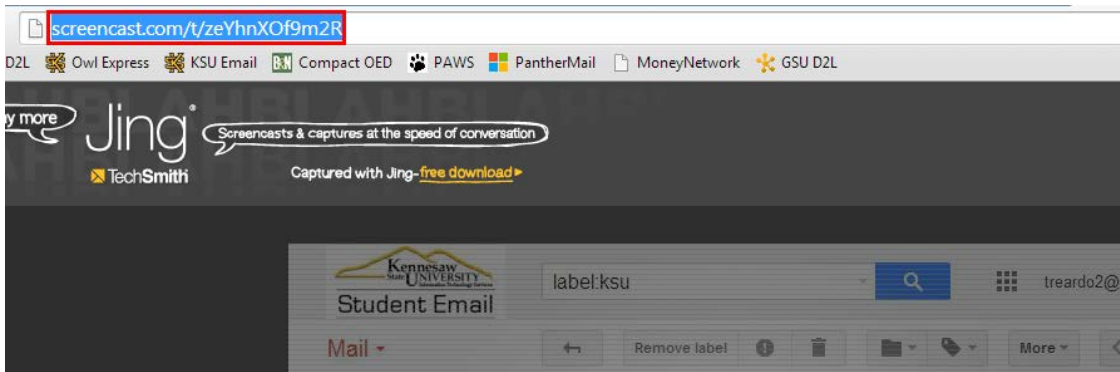 screencast.com/t/zeYhnXOf9m2R
D2L Owl Express KSU Email B&N Compact OED PAWS PantherMail MoneyNetwork GSU D2L
y more Jing Screencasts & captures at the speed of conversation
TechSmith Captured with Jing-free download
Kennesaw
State UNIVERSITY
Student Email
label:ksu treardo2@
Mail Remove label More